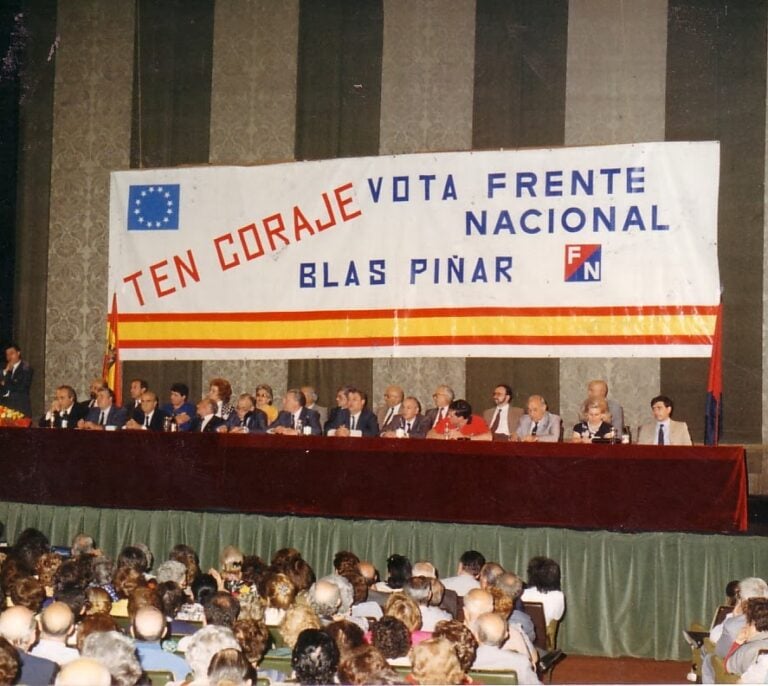 TEN CORAJE
VOTA FRENTE
NACIONAL
BLAS PIÑAR
FN